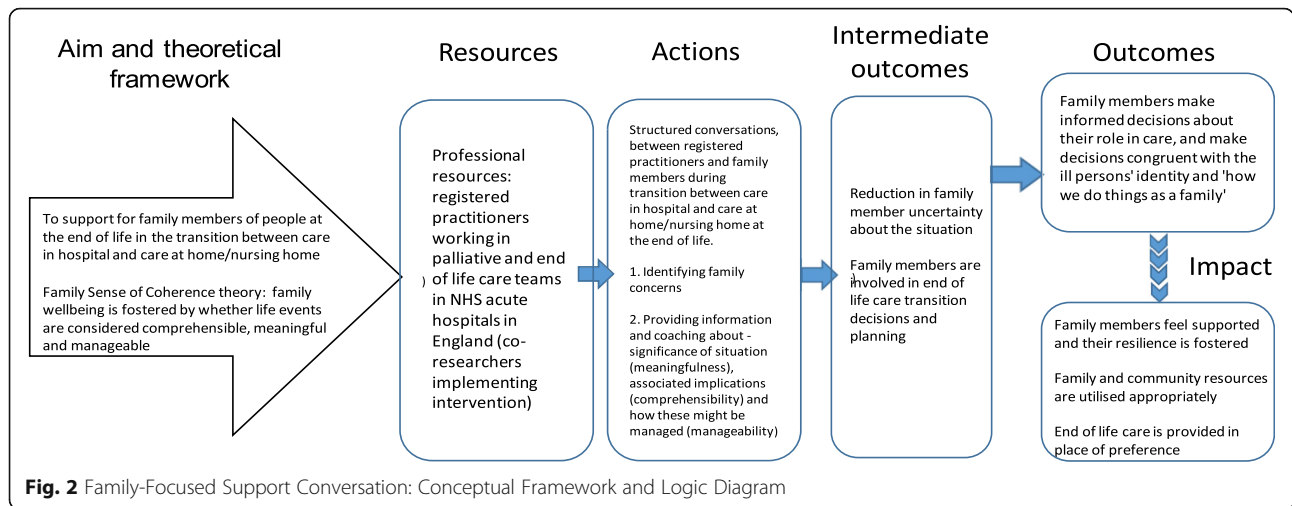 Aim and theoretical
framework
To support for family members of people at
the end of life in the transition between care
in hospital and care at home/nursing home
Family Sense of Coherence theory: family
wellbeing is fostered by whether life events
are considered comprehensible, meaningful
and manageable
Resources
Professional
resources:
registered
practitioners
working in
palliative and end
of life care teams
in NHS acute
hospitals in
England (co-
researchers
implementing
intervention)
)
Actions
Structured conversations,
between registered
practitioners and family
members during
transition between care
in hospital and care at
home/nursing home at
the end of life.
1. Identifying family
concerns
2. Providing information
and coaching about -
significance of situation
(meaningfulness),
associated implications
(comprehensibility) and
how these might be
managed (manageability)
Intermediate
outcomes
Reduction in family
member uncertainty
about the situation
Family members are
involved in end of
life care transition
decisions and
planning
Outcomes
Family members make
informed decisions about
their role in care, and make
decisions congruent with the
ill persons' identity and 'how
we do things as a family'
Impact
Family members feel supported
and their resilience is fostered
Family and community resources
are utilised appropriately
End of life care is provided in
place of preference
Fig. 2 Family-Focused Support Conversation: Conceptual Framework and Logic Diagram